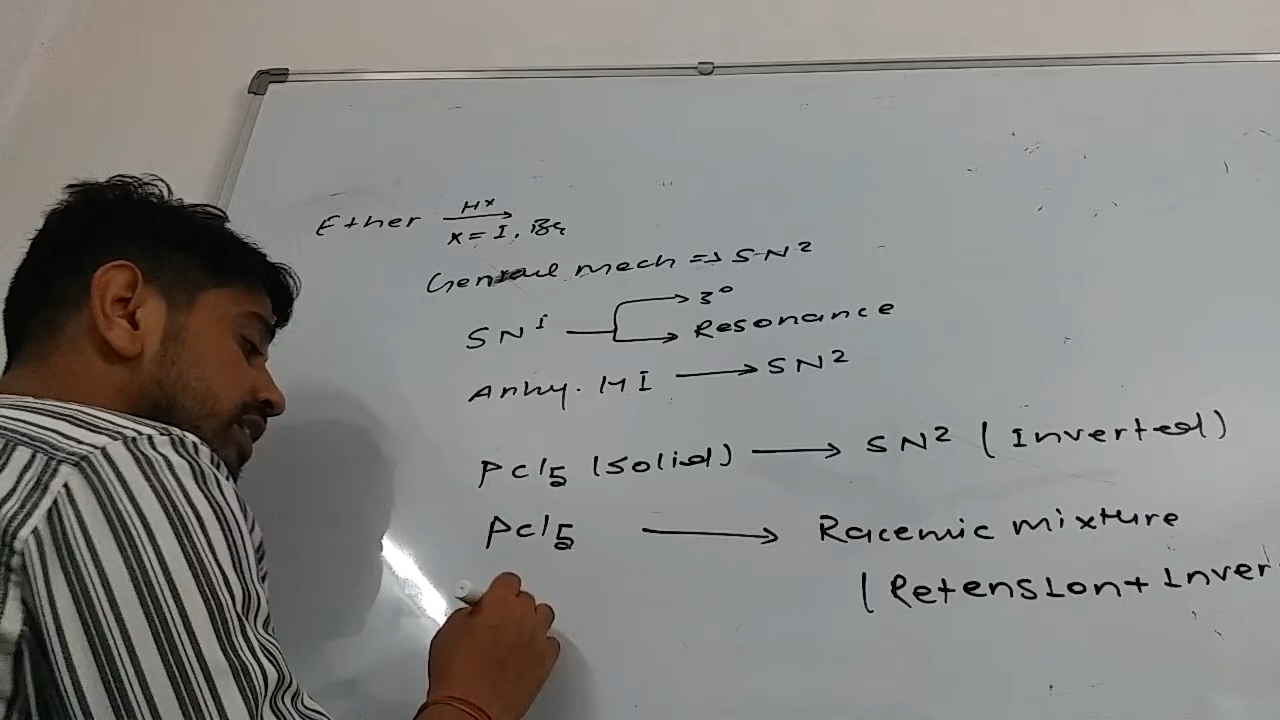 Ether HX
X = I, Br
General mech => SN²
SN¹ → 3°
→ Resonance
Anhy. HI → SN²
PCl5 (Solid) → SN² (Inverted)
PCl5 → Racemic mixture
(Retension + Inver